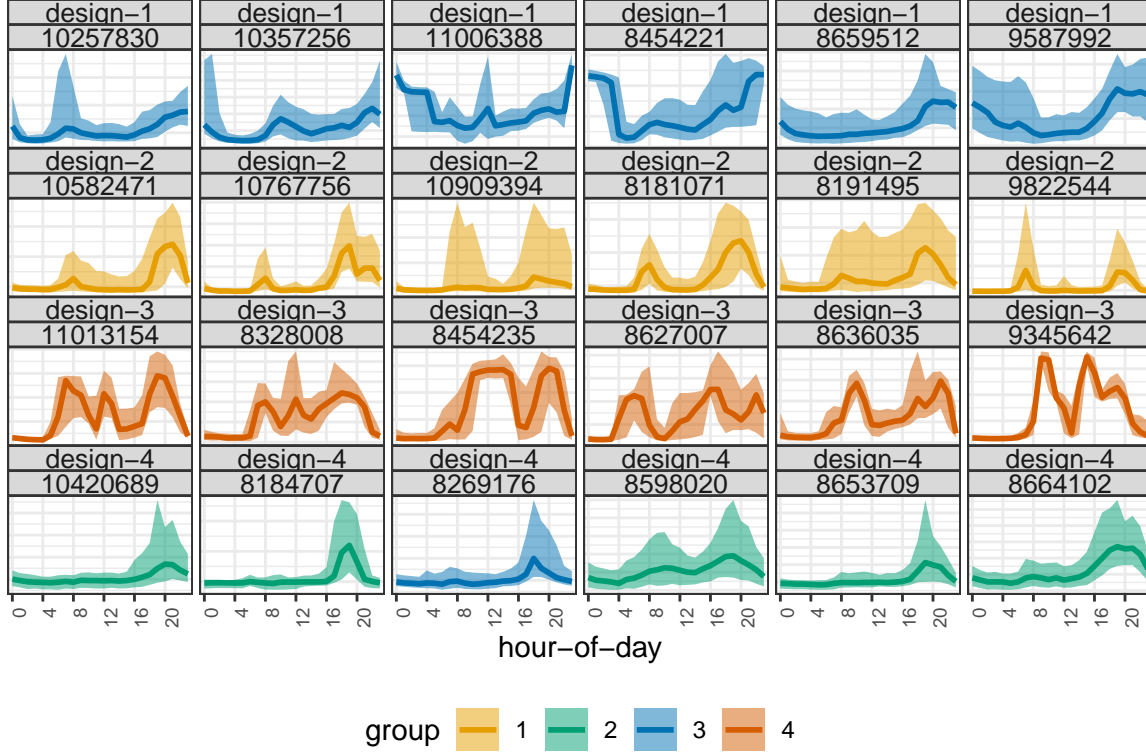 design−1 design−1 design−1 design−1 design−1 design−1
10257830 10357256 11006388 8454221 8659512 9587992
design−2 design−2 design−2 design−2 design−2 design−2
10582471 10767756 10909394 8181071 8191495 9822544
design−3 design−3 design−3 design−3 design−3 design−3
11013154 8328008 8454235 8627007 8636035 9345642
design−4 design−4 design−4 design−4 design−4 design−4
10420689 8184707 8269176 8598020 8653709 8664102
0 4 8 12 16 20 0 4 8 12 16 20 0 4 8 12 16 20 0 4 8 12 16 20 0 4 8 12 16 20 0 4 8 12 16 20
hour−of−day
group 1 2 3 4